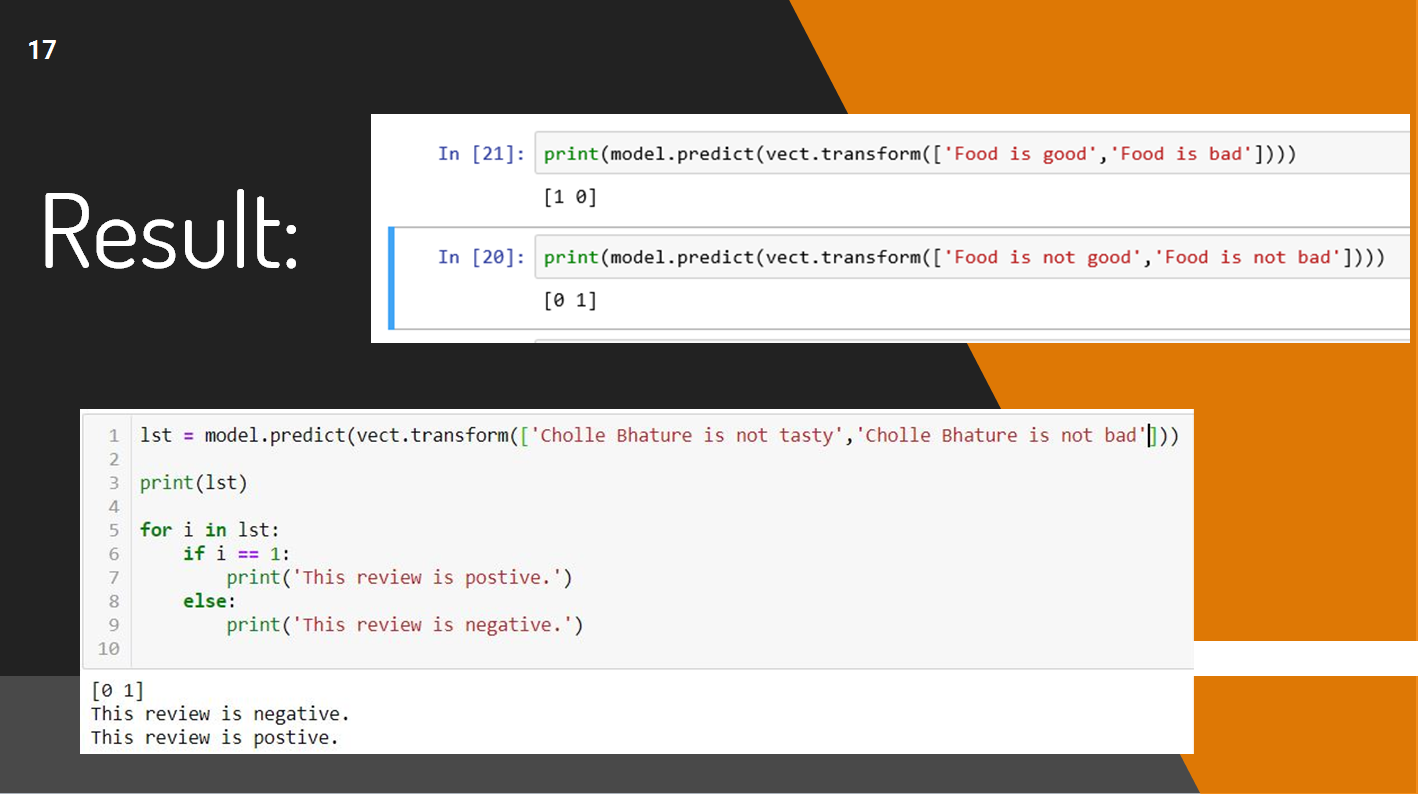 17
Result:
In [21]: print(model.predict(vect.transform(['Food is good','Food is bad'])))
[1 0]
In [20]: print(model.predict(vect.transform(['Food is not good','Food is not bad'])))
[0 1]
1 lst = model.predict(vect.transform(['Cholle Bhature is not tasty','Cholle Bhature is not bad']))
2
3 print(lst)
4
5 for i in lst:
6     if i == 1:
7         print('This review is postive.')
8     else:
9         print('This review is negative.')
10
[0 1]
This review is negative.
This review is postive.